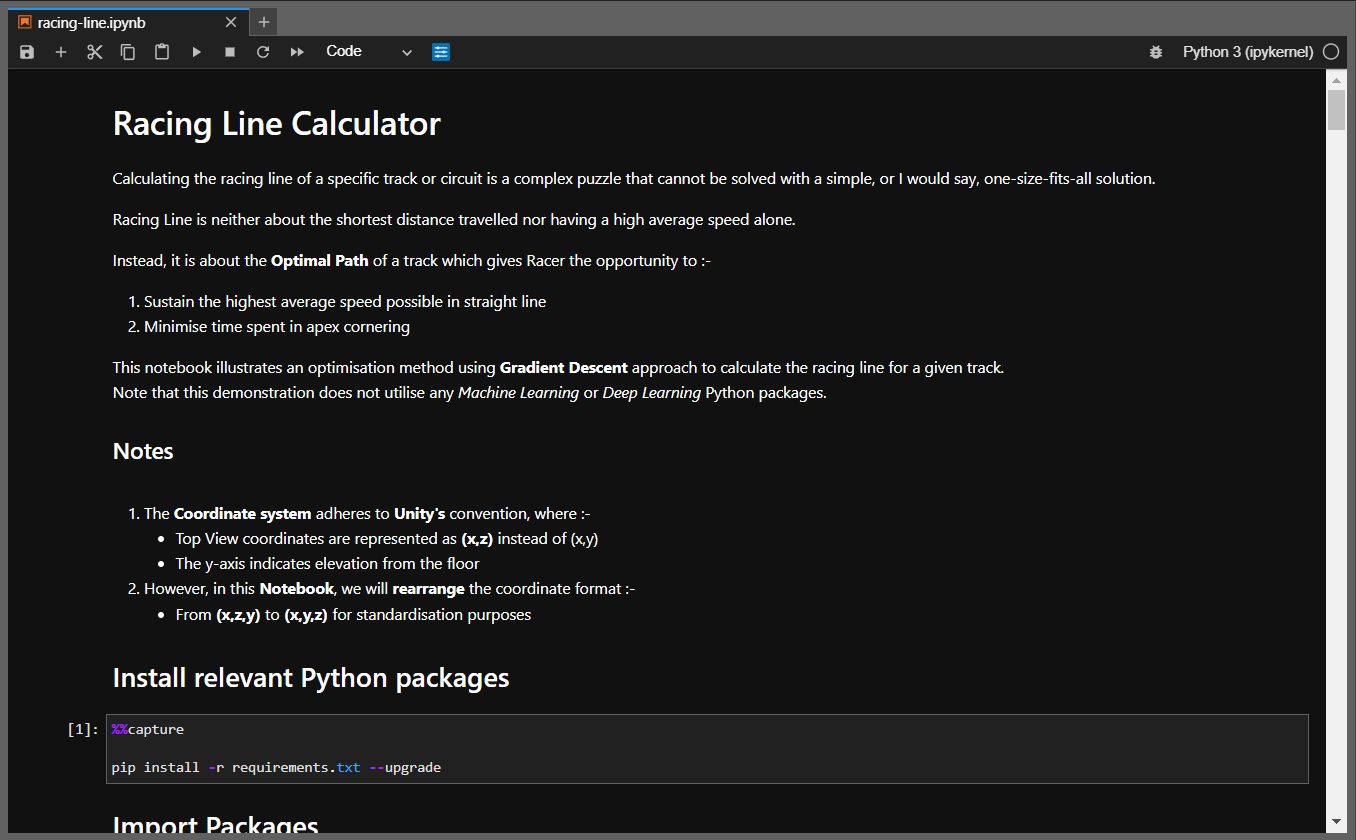 racing-line.ipynb
Code
Python 3 (ipykernel)
Racing Line Calculator
Calculating the racing line of a specific track or circuit is a complex puzzle that cannot be solved with a simple, or I would say, one-size-fits-all solution.
Racing Line is neither about the shortest distance travelled nor having a high average speed alone.
Instead, it is about the Optimal Path of a track which gives Racer the opportunity to :-
1. Sustain the highest average speed possible in straight line
2. Minimise time spent in apex cornering
This notebook illustrates an optimisation method using Gradient Descent approach to calculate the racing line for a given track.
Note that this demonstration does not utilise any Machine Learning or Deep Learning Python packages.
Notes
1. The Coordinate system adheres to Unity's convention, where :-
• Top View coordinates are represented as (x,z) instead of (x,y)
• The y-axis indicates elevation from the floor
2. However, in this Notebook, we will rearrange the coordinate format :-
• From (x,z,y) to (x,y,z) for standardisation purposes
Install relevant Python packages
[1]:
%%capture
pip install -r requirements.txt --upgrade
Import Packages